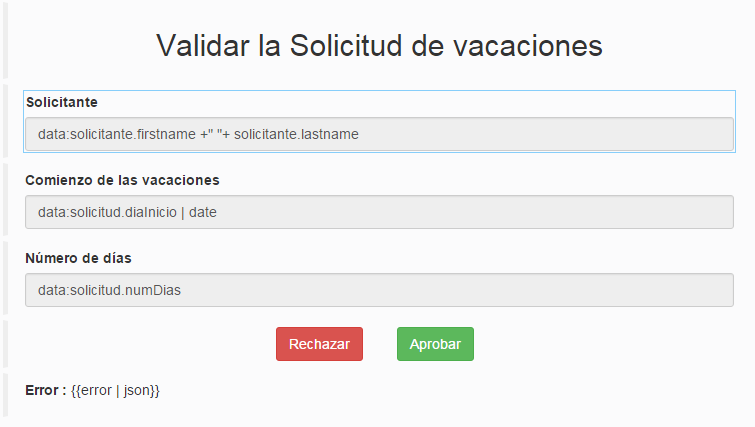 Validar la Solicitud de vacaciones
Solicitante
data:solicitante.firstname +" "+ solicitante.lastname
Comienzo de las vacaciones
data:solicitud.diaInicio | date
Número de días
data:solicitud.numDias
Rechazar Aprobar
Error : {{error | json}}